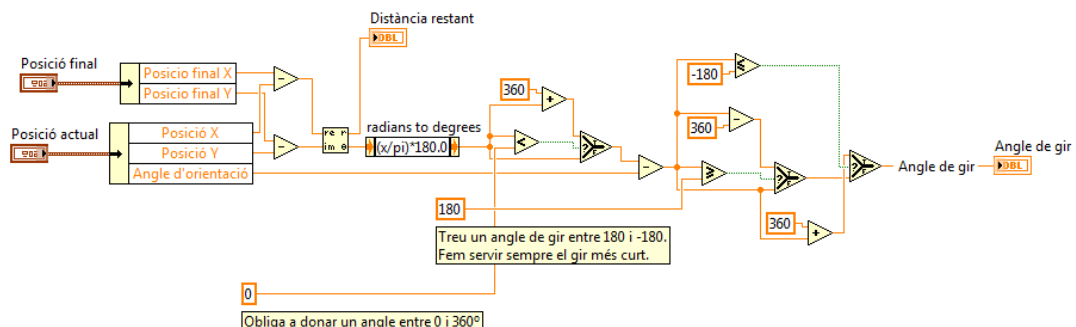 Distància restant
DBL
Posició final
Posicio final X
Posicio final Y
Posició actual
Posició X
Posició Y
Angle d'orientació
re r
im θ
radians to degrees
(x/pi)*180.0
360
+
<
-
-180
360
-
≥
180
Treu un angle de gir entre 180 i -180.
Fem servir sempre el gir més curt.
360
+
Angle de gir
Angle de gir
DBL
0
Obliga a donar un angle entre 0 i 360º